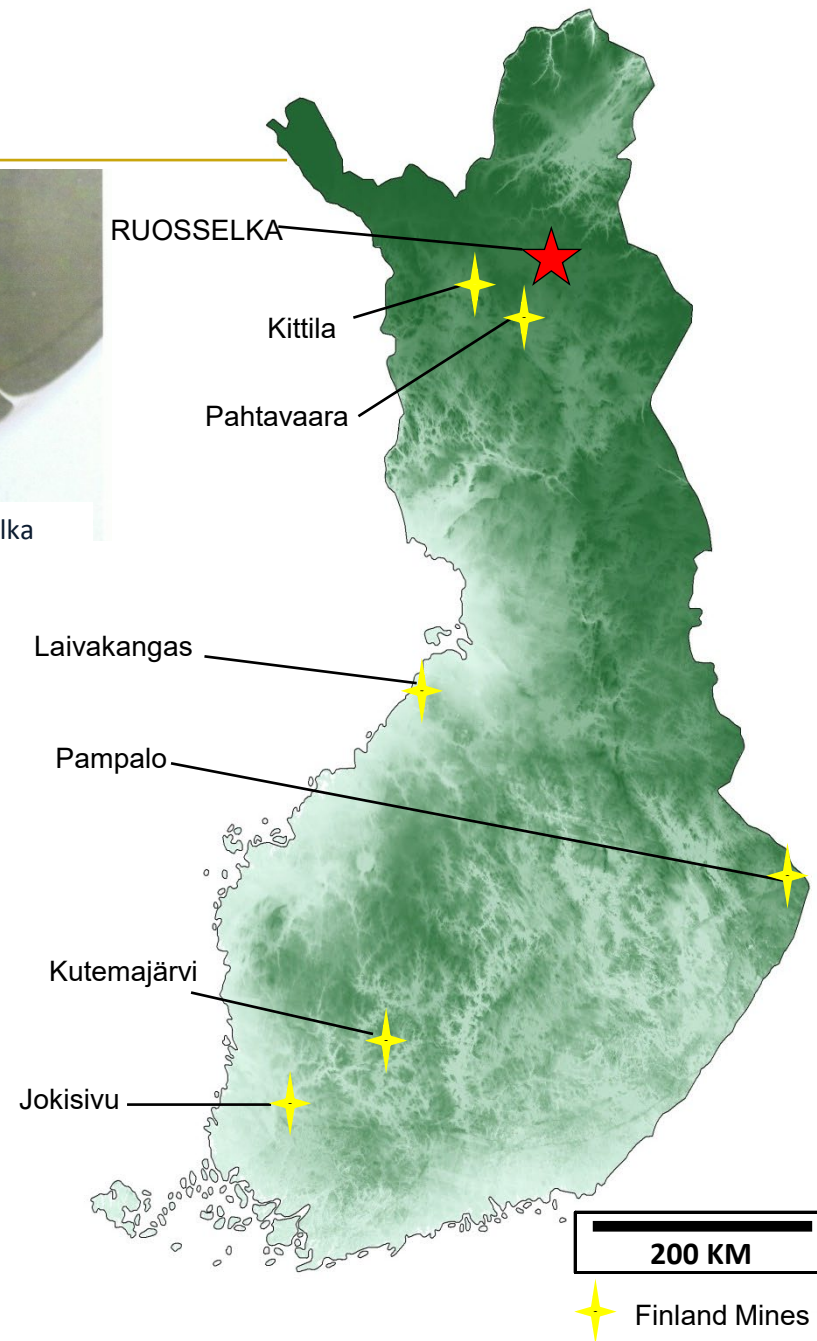 RUOSSELKA
Kittila
Pahtavaara
lka
Laivakangas
Pampalo
Kutemajärvi
Jokisivu
200 KM
Finland Mines